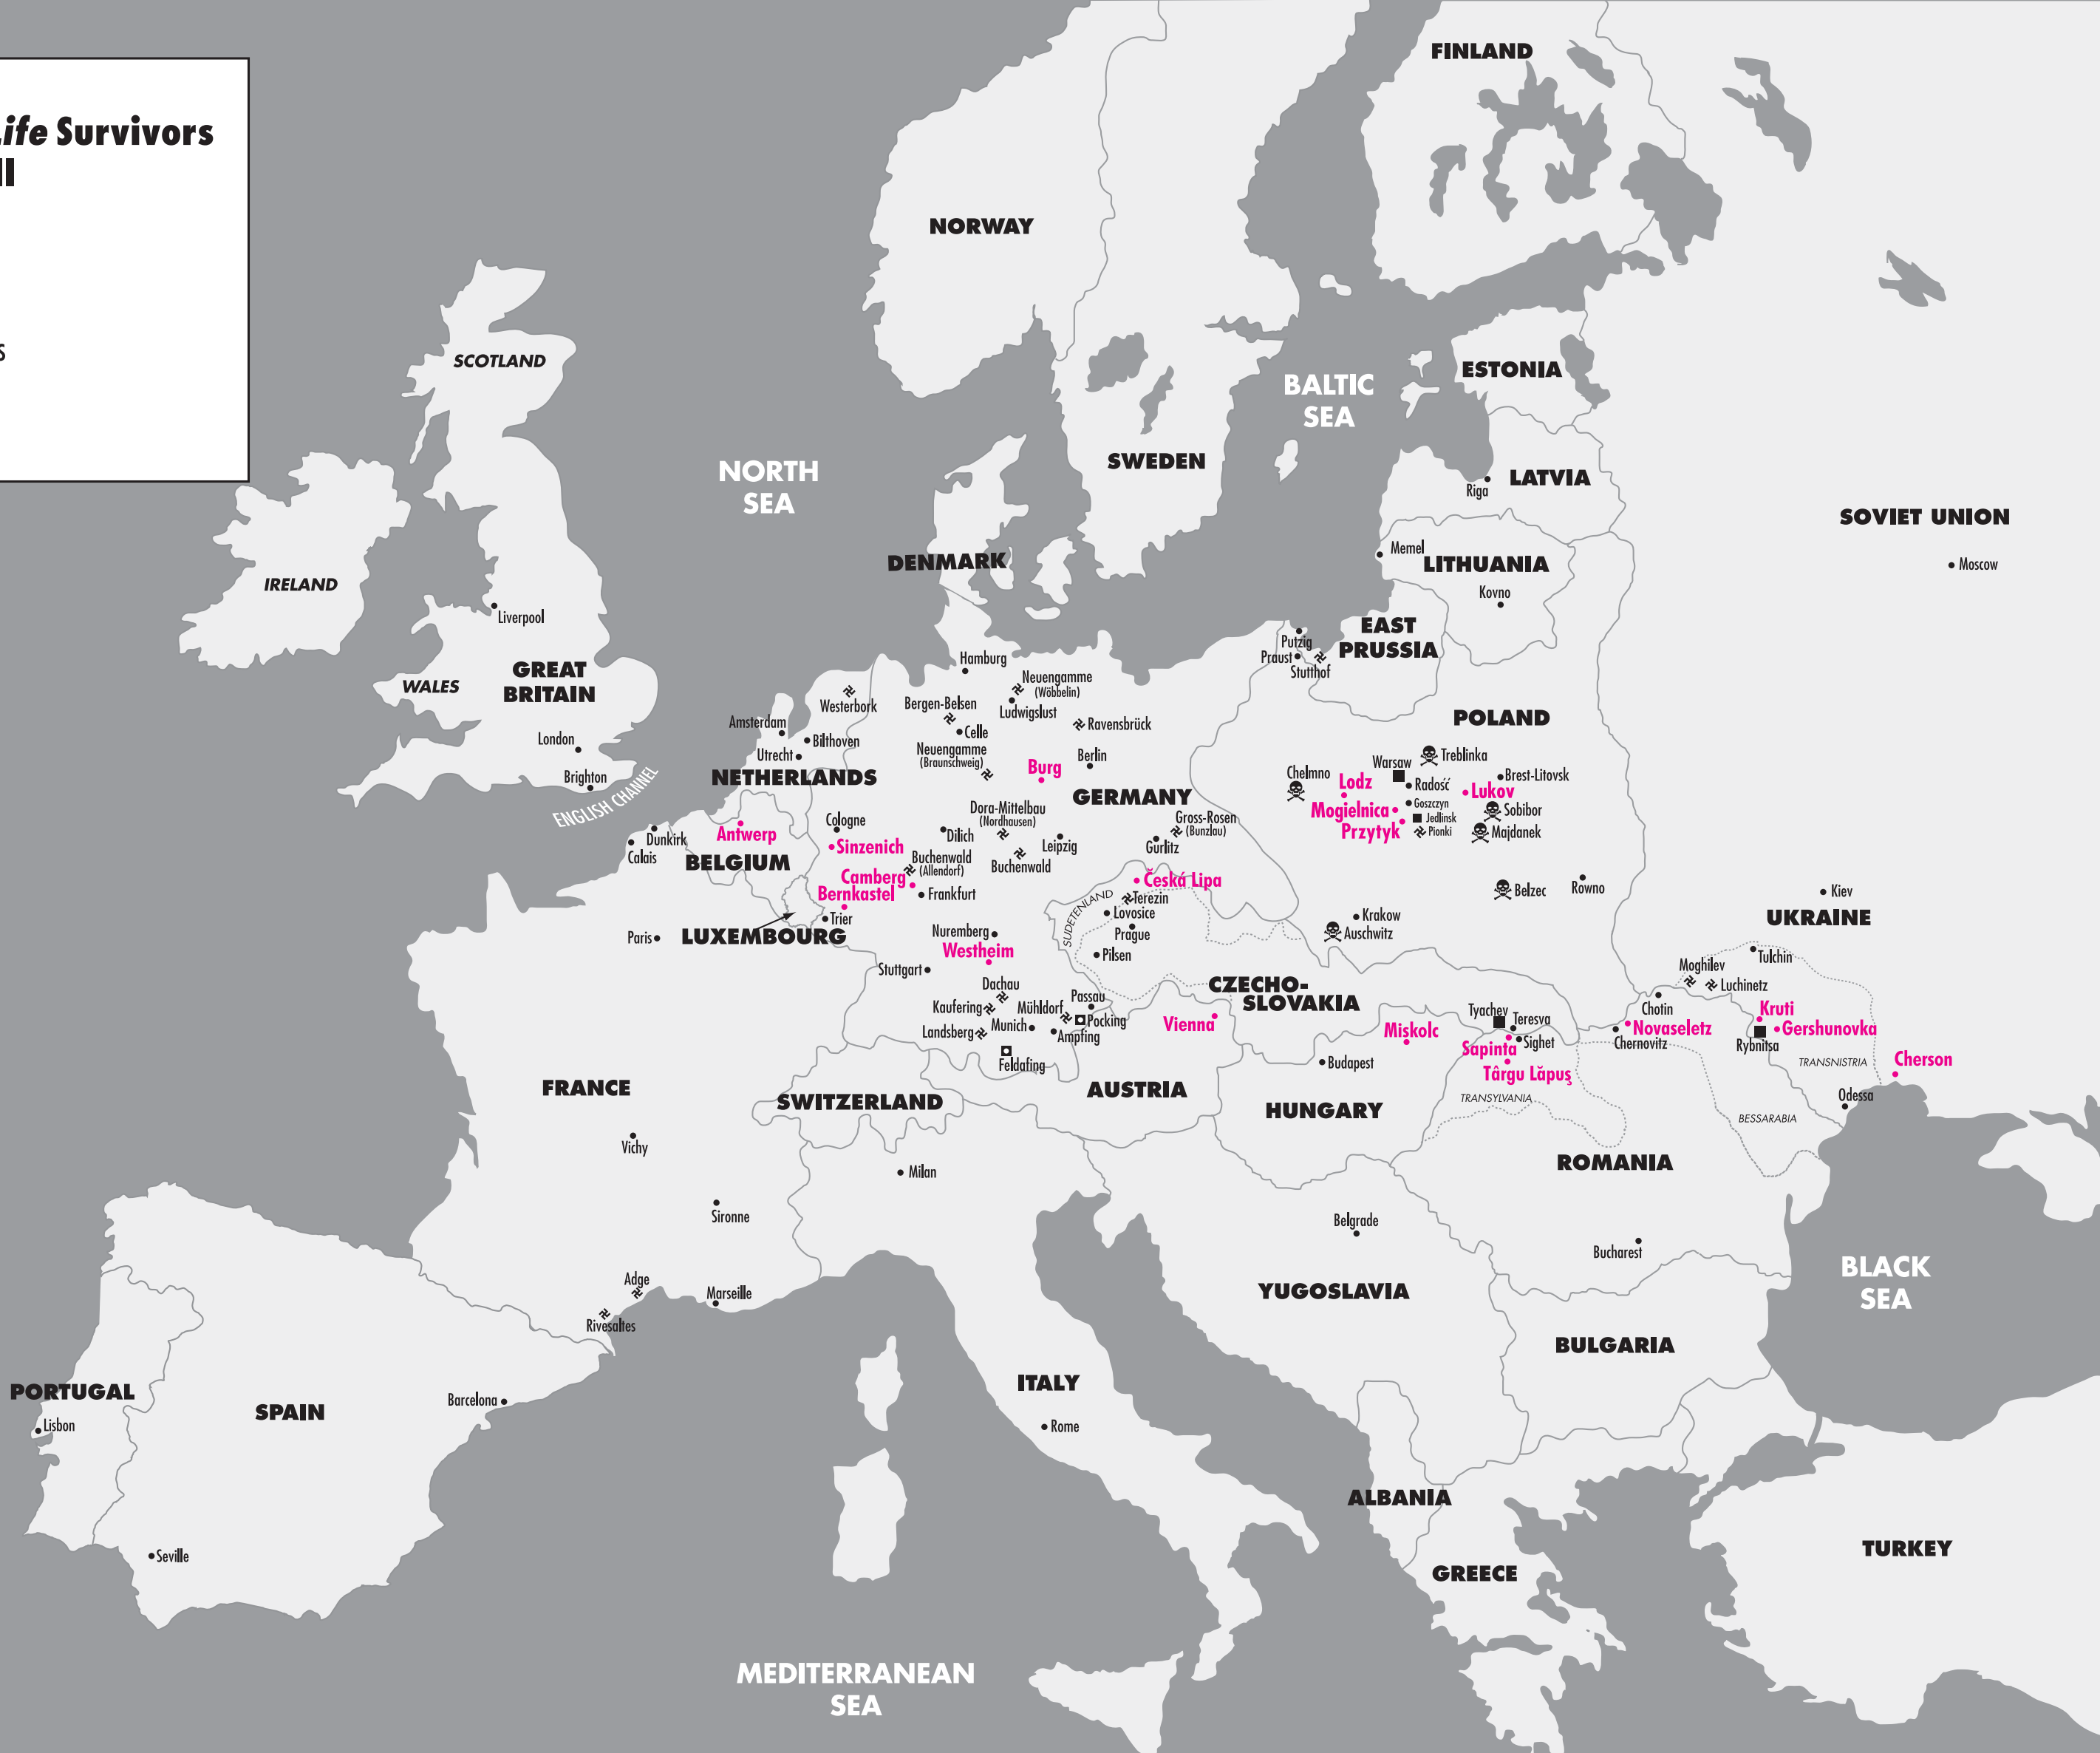 ife Survivors
II
s
FINLAND
NORWAY
SCOTLAND
ESTONIA
BALTIC
SEA
SWEDEN
NORTH
SEA
LATVIA
Riga
SOVIET UNION
Moscow
DENMARK
Memel
LITHUANIA
Kovno
IRELAND
Liverpool
EAST
PRUSSIA
Putzig
Praust
Stutthof
GREAT
BRITAIN
WALES
London
Brighton
ENGLISH CHANNEL
Hamburg
Neuengamme
(Wöbbelin)
Ludwigslust
Westerbork
Bergen-Belsen
Celle
Ravensbrück
Amsterdam
Bilthoven
Utrecht
NETHERLANDS
Neuengamme
(Braunschweig)
Burg
Berlin
GERMANY
POLAND
Treblinka
Warsaw
Radość
Brest-Litovsk
Chelmno
Lodz
Lukov
Mogielnica
Goszczyn
Sobibor
Przytyk
Jedlinsk
Pionki
Majdanek
Dunkirk
Calais
Antwerp
BELGIUM
Cologne
Sinzenich
Dilich
Dora-Mittelbau
(Nordhausen)
Leipzig
Buchenwald
Gross-Rosen
(Bunzlau)
Gurlitz
Buchenwald
(Allendorf)
Camberg
Bernkastel
Frankfurt
Trier
LUXEMBOURG
Paris
Česká Lipa
SUDETENLAND
Terezin
Lovosice
Prague
Pilsen
Belzec
Rowno
Krakow
Auschwitz
Kiev
UKRAINE
Nuremberg
Westheim
Stuttgart
Dachau
Kaufering
Mühldorf
Passau
Pocking
Landsberg
Munich
Ampfing
Feldafing
CZECHO-
SLOVAKIA
Vienna
Miskolc
Budapest
Tyachev
Teresva
Sighet
Sapinta
Târgu Lăpuş
TRANSYLVANIA
Tulchin
Moghilev
Luchinetz
Chotin
Novaseletz
Chernovitz
Kruti
Gershunovka
Rybnitsa
TRANSNISTRIA
Cherson
Odessa
BESSARABIA
FRANCE
SWITZERLAND
AUSTRIA
HUNGARY
ROMANIA
Vichy
Milan
Sironne
Belgrade
Bucharest
BLACK
SEA
Adge
Marseille
Rivesaltes
YUGOSLAVIA
BULGARIA
PORTUGAL
Lisbon
SPAIN
Barcelona
ITALY
Rome
ALBANIA
Seville
GREECE
TURKEY
MEDITERRANEAN
SEA